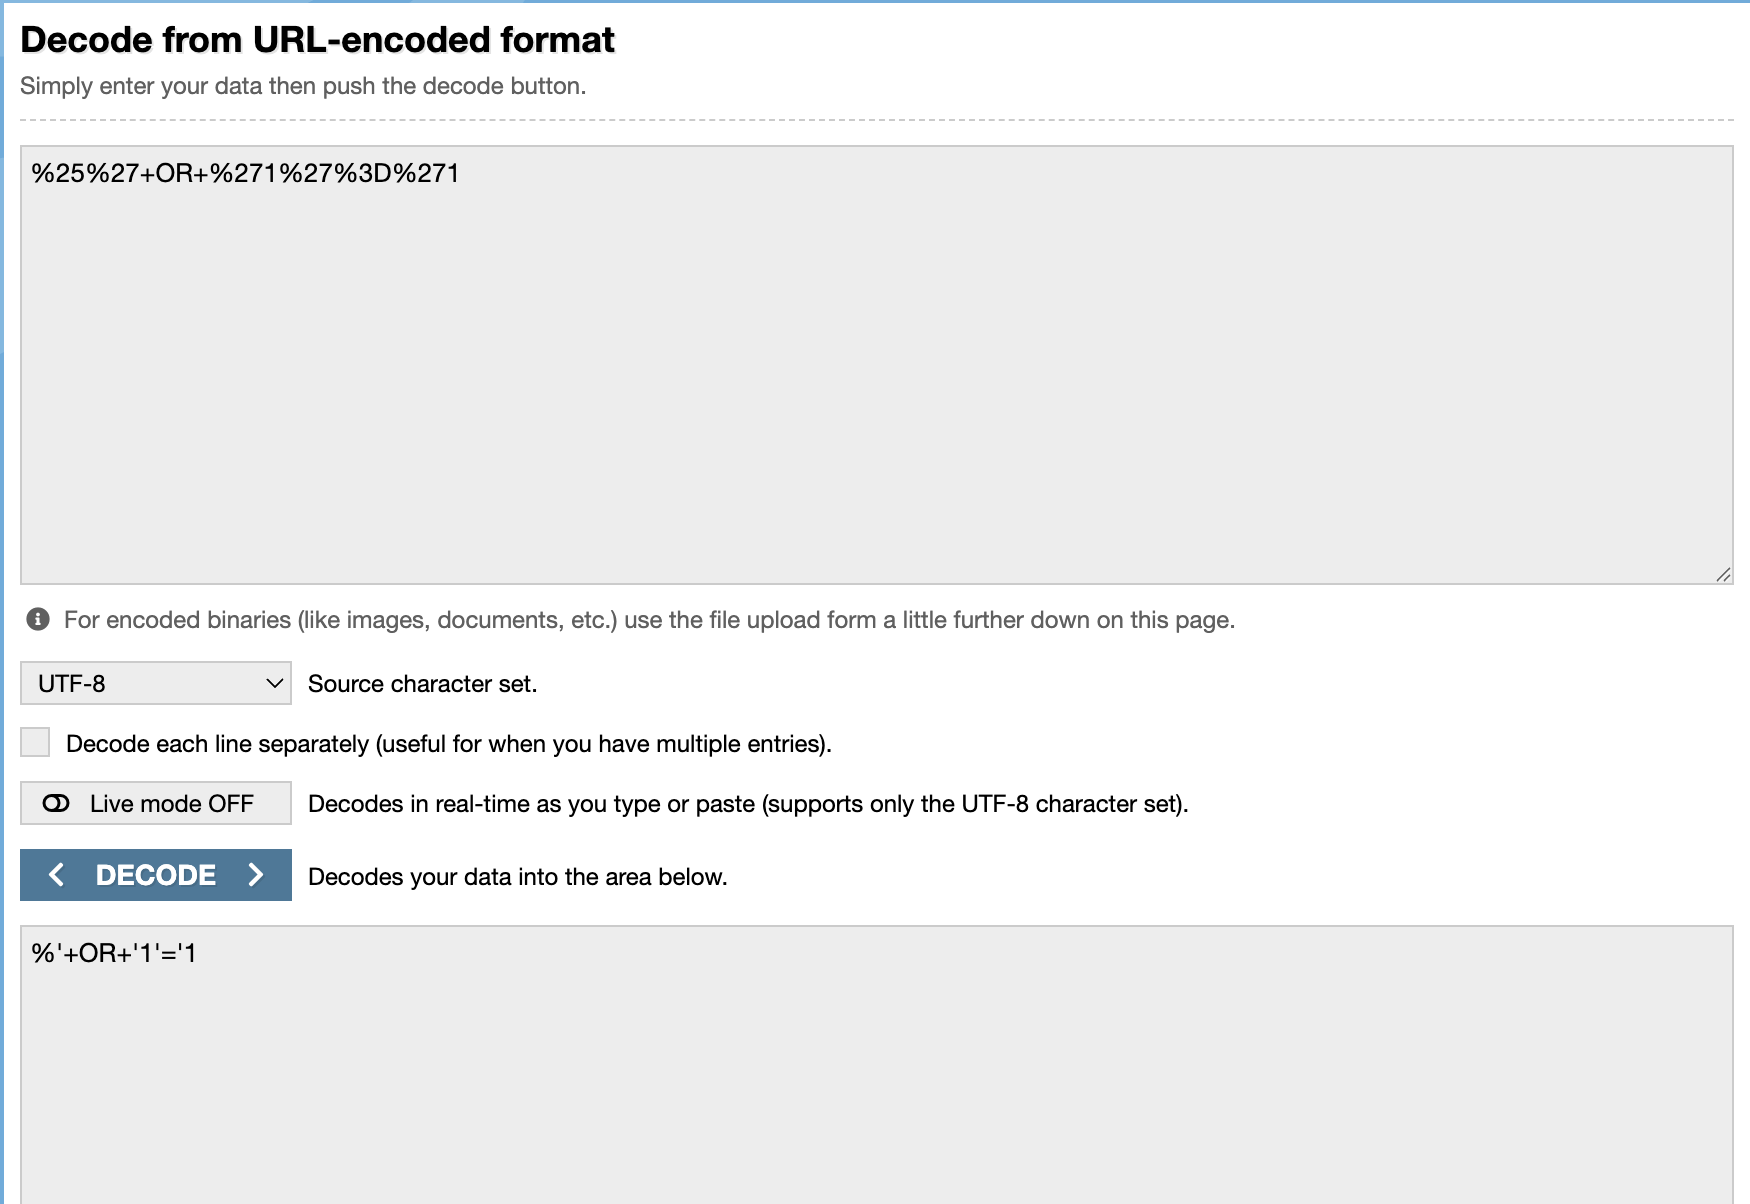 Decode from URL-encoded format
Simply enter your data then push the decode button.
%25%27+OR+%271%27%3D%271
For encoded binaries (like images, documents, etc.) use the file upload form a little further down on this page.
UTF-8 Source character set.
Decode each line separately (useful for when you have multiple entries).
Live mode OFF Decodes in real-time as you type or paste (supports only the UTF-8 character set).
< DECODE > Decodes your data into the area below.
%'+OR+'1'='1